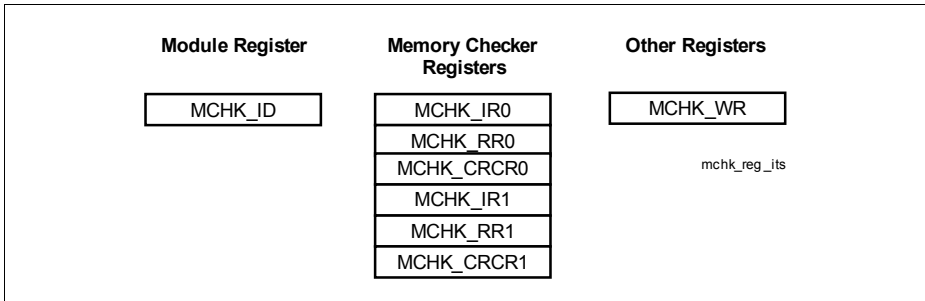 Module Register
MCHK_ID
Memory Checker
Registers
MCHK_IR0
MCHK_RR0
MCHK_CRCR0
MCHK_IR1
MCHK_RR1
MCHK_CRCR1
Other Registers
MCHK_WR
mchk_reg_its